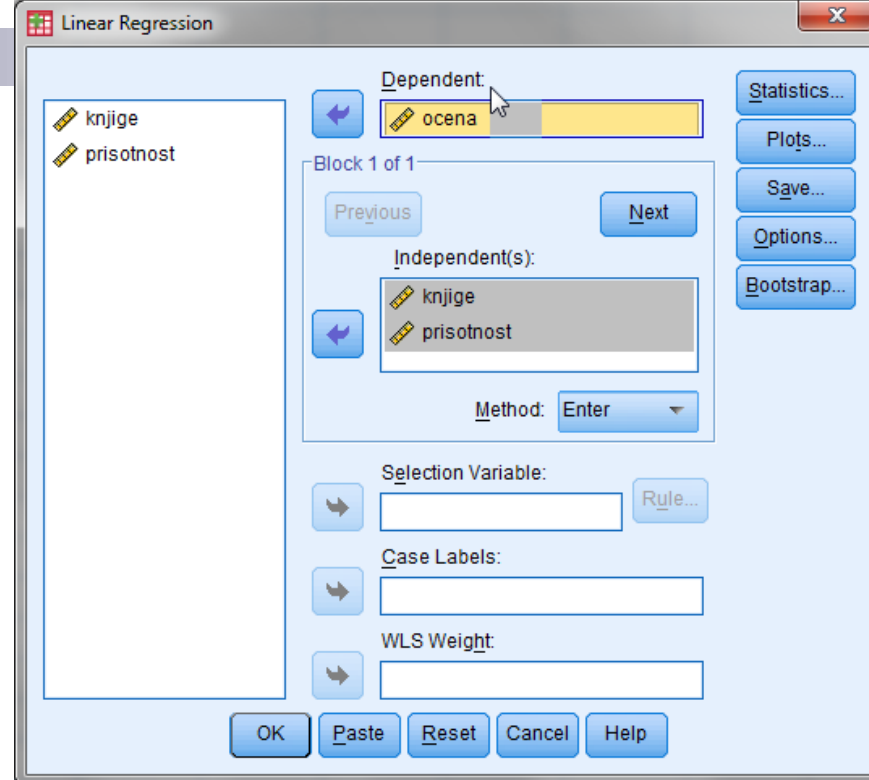 Linear Regression
knjige
prisotnost
Dependent:
ocena
Block 1 of 1
Previous
Next
Independent(s):
knjige
prisotnost
Method: Enter
Selection Variable:
Rule...
Case Labels:
WLS Weight:
Statistics...
Plots...
Save...
Options...
Bootstrap...
OK Paste Reset Cancel Help